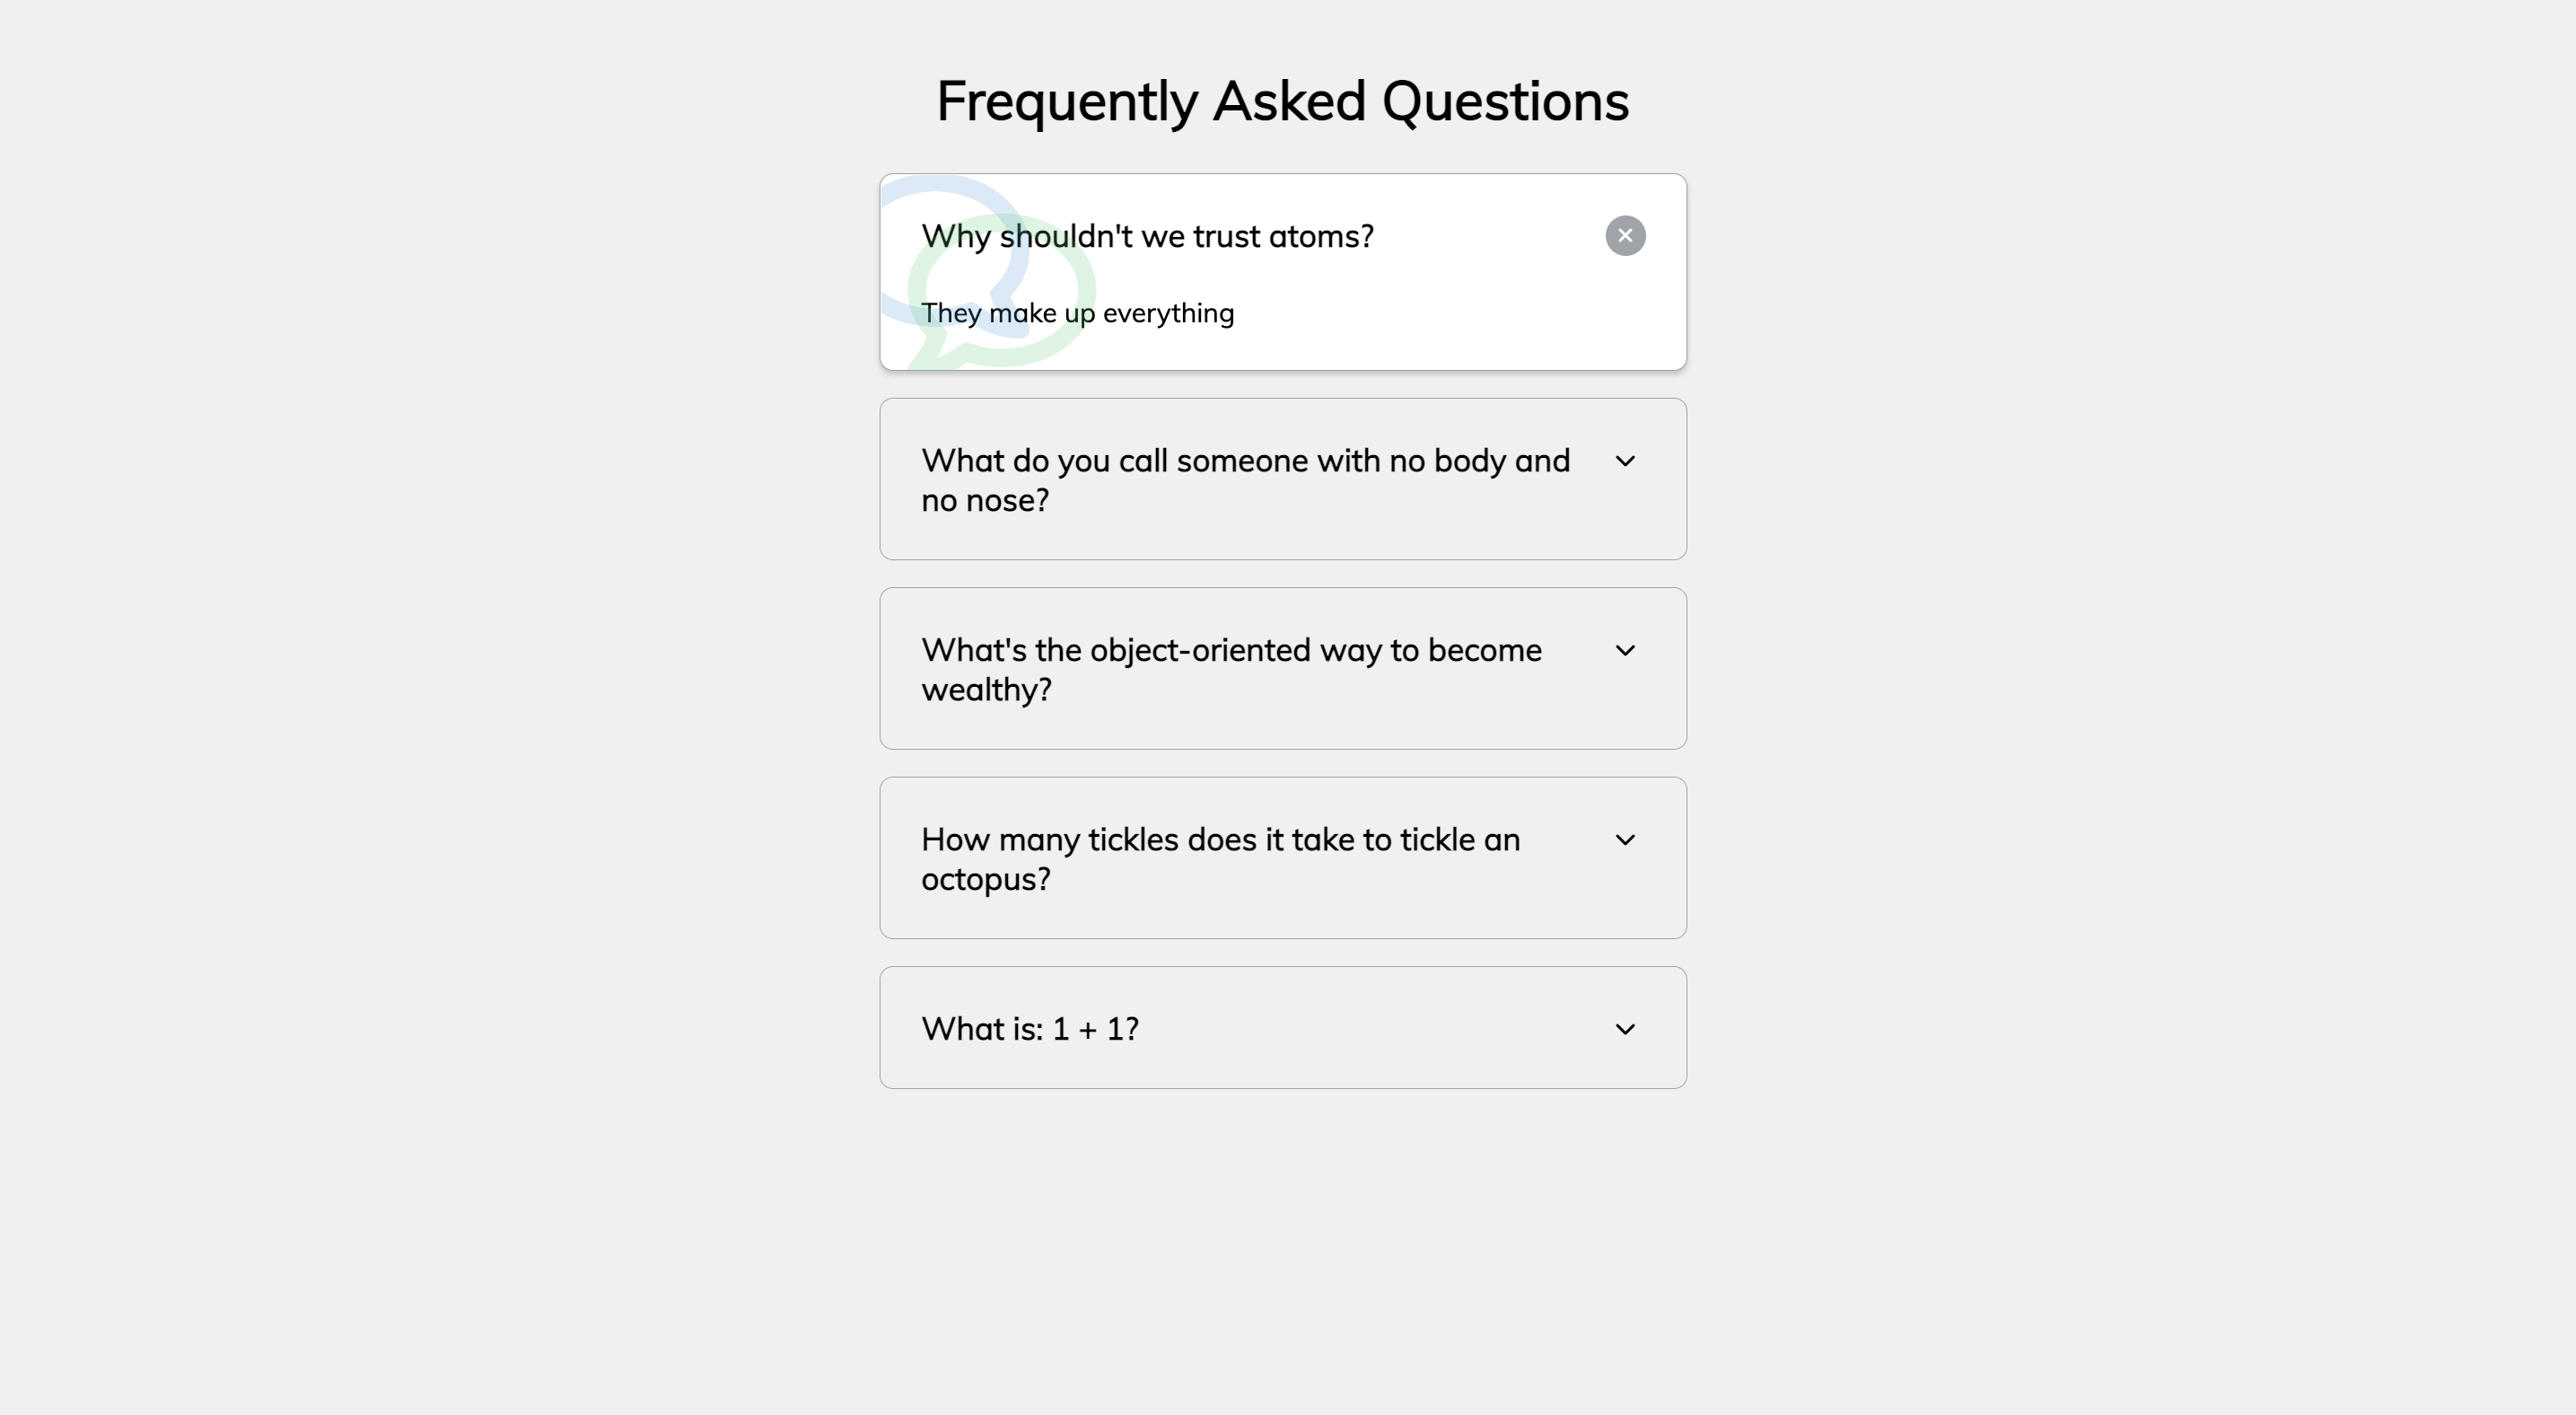 Frequently Asked Questions
Why shouldn't we trust atoms?
They make up everything
What do you call someone with no body and
no nose?
What's the object-oriented way to become
wealthy?
How many tickles does it take to tickle an
octopus?
What is: 1 + 1?